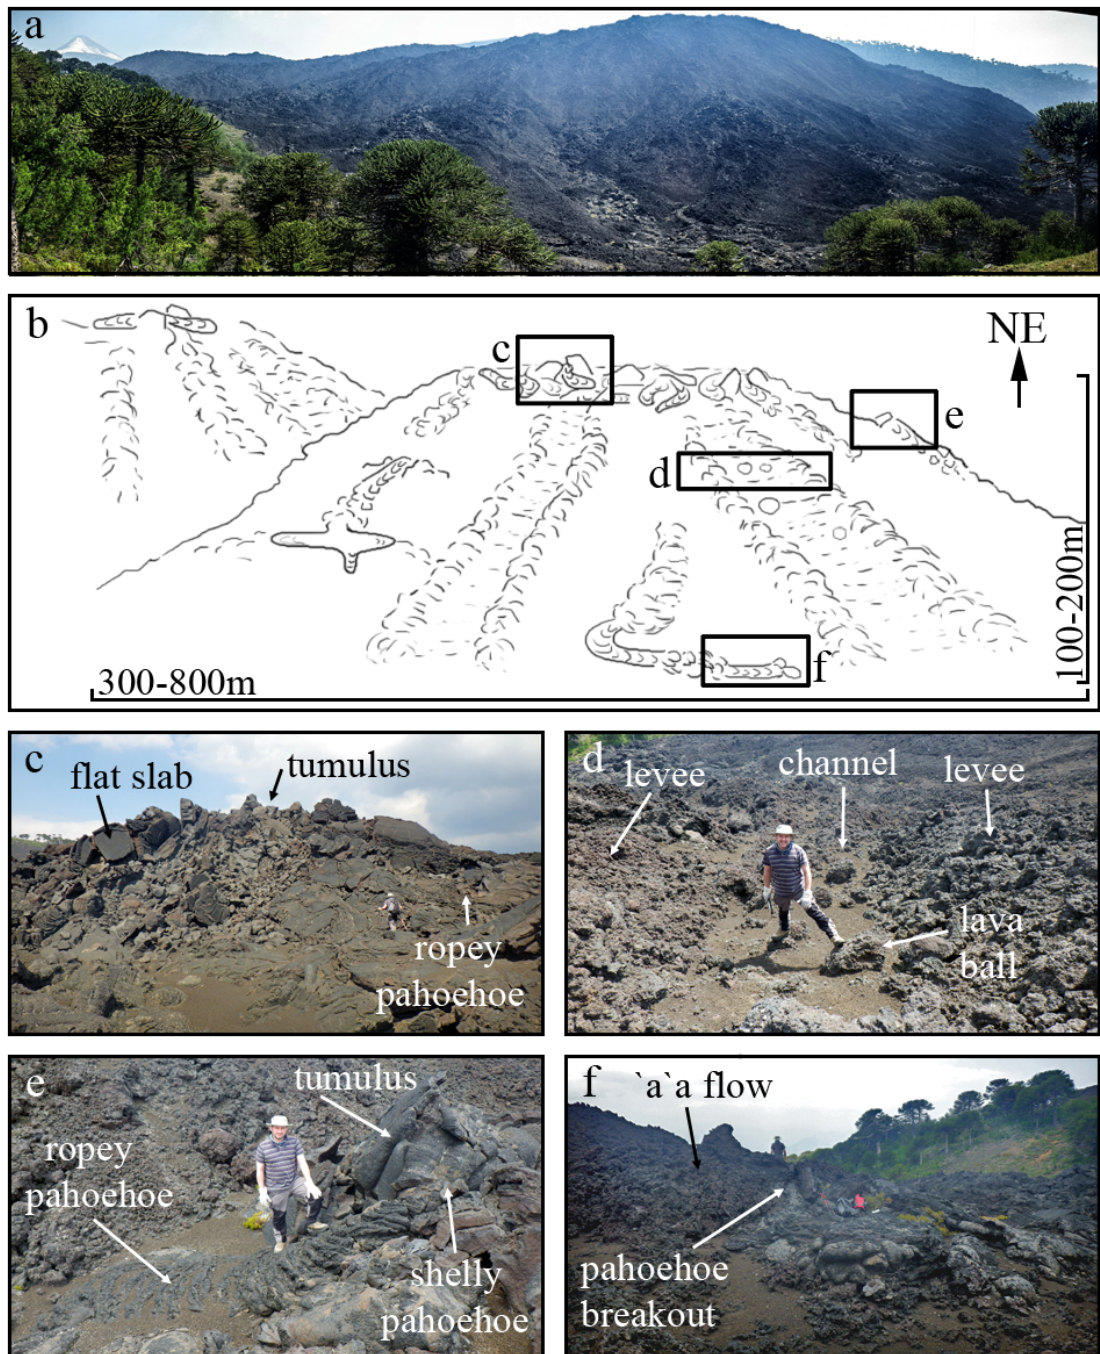 a
b
NE
c
e
d
f
100-200m
300-800m
c
flat slab
tumulus
ropey
pahoehoe
d
levee
channel
levee
lava
ball
e
tumulus
ropey
pahoehoe
shelly
pahoehoe
f
`a`a flow
pahoehoe
breakout